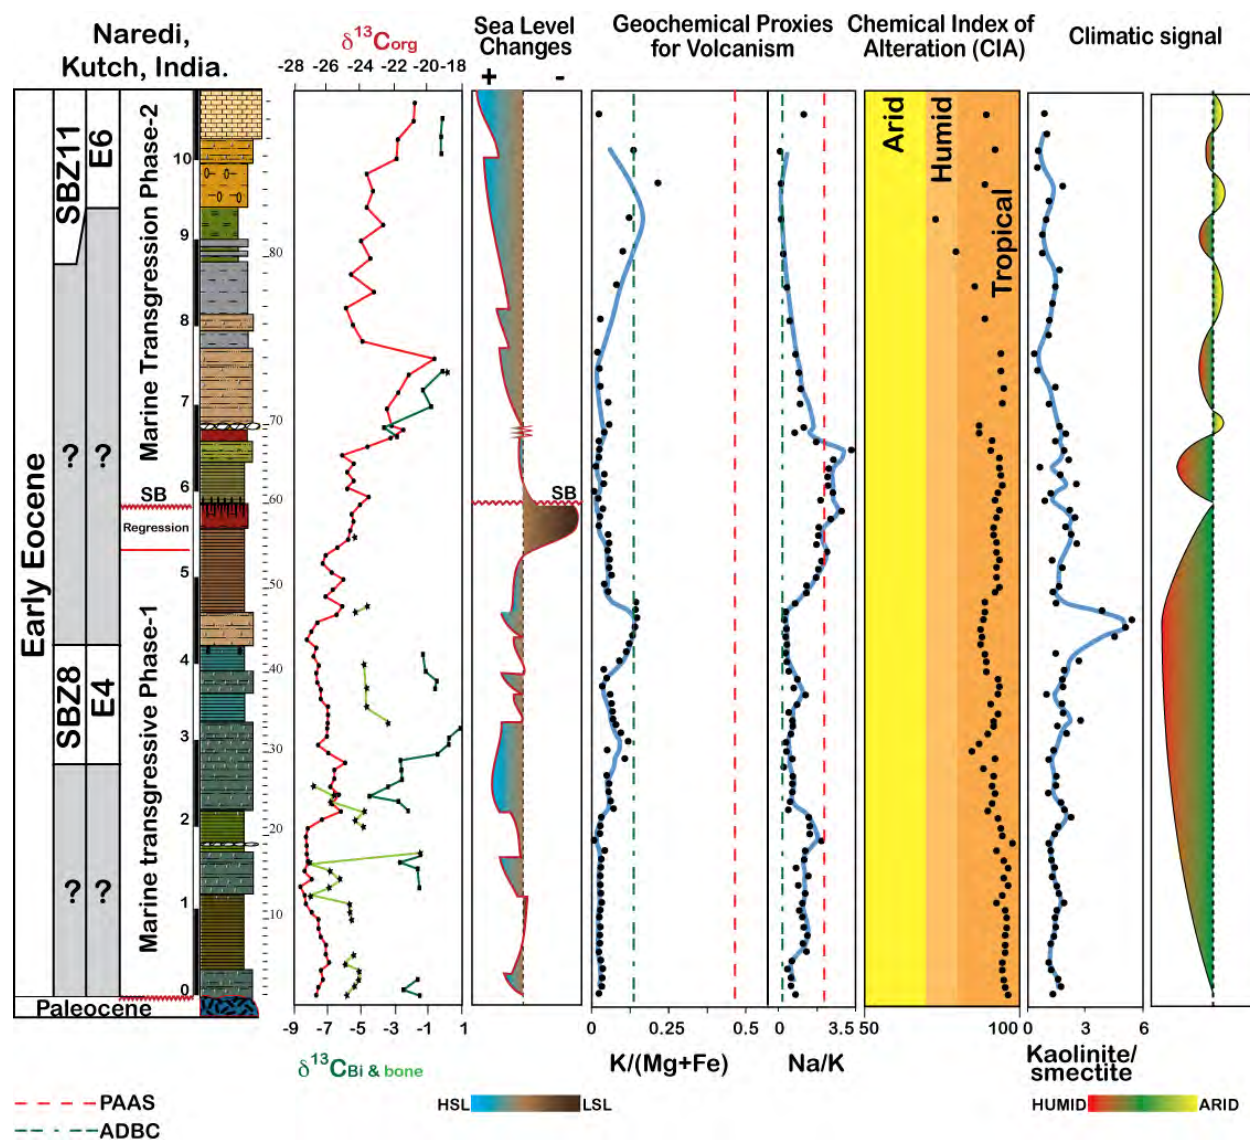 Naredi,
Kutch, India.
δ¹³Corg
Sea Level
Changes
Geochemical Proxies
for Volcanism
Chemical Index of
Alteration (CIA)
Climatic signal
-28 -26 -24 -22 -20 -18
+ -
Early Eocene
SBZ11
E6
?
?
SBZ8
E4
?
?
Marine Transgression Phase-2
SB
Regression
Marine transgressive Phase-1
Paleocene
10
9
8
7
6
5
4
3
2
1
0
80
70
60
50
40
30
20
10
SB
Arid
Humid
Tropical
-9 -7 -5 -3 -1 1
0 0.25 0.5
0 3.5
50 100
0 3 6
δ¹³CBi & bone
K/(Mg+Fe)
Na/K
Kaolinite/
smectite
PAAS
ADBC
HSL LSL
HUMID ARID